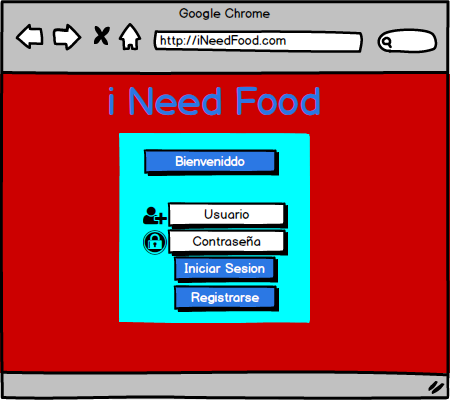 Google Chrome
http://iNeedFood.com
i Need Food
Bienveniddo
Usuario
Contraseña
Iniciar Sesion
Registrarse